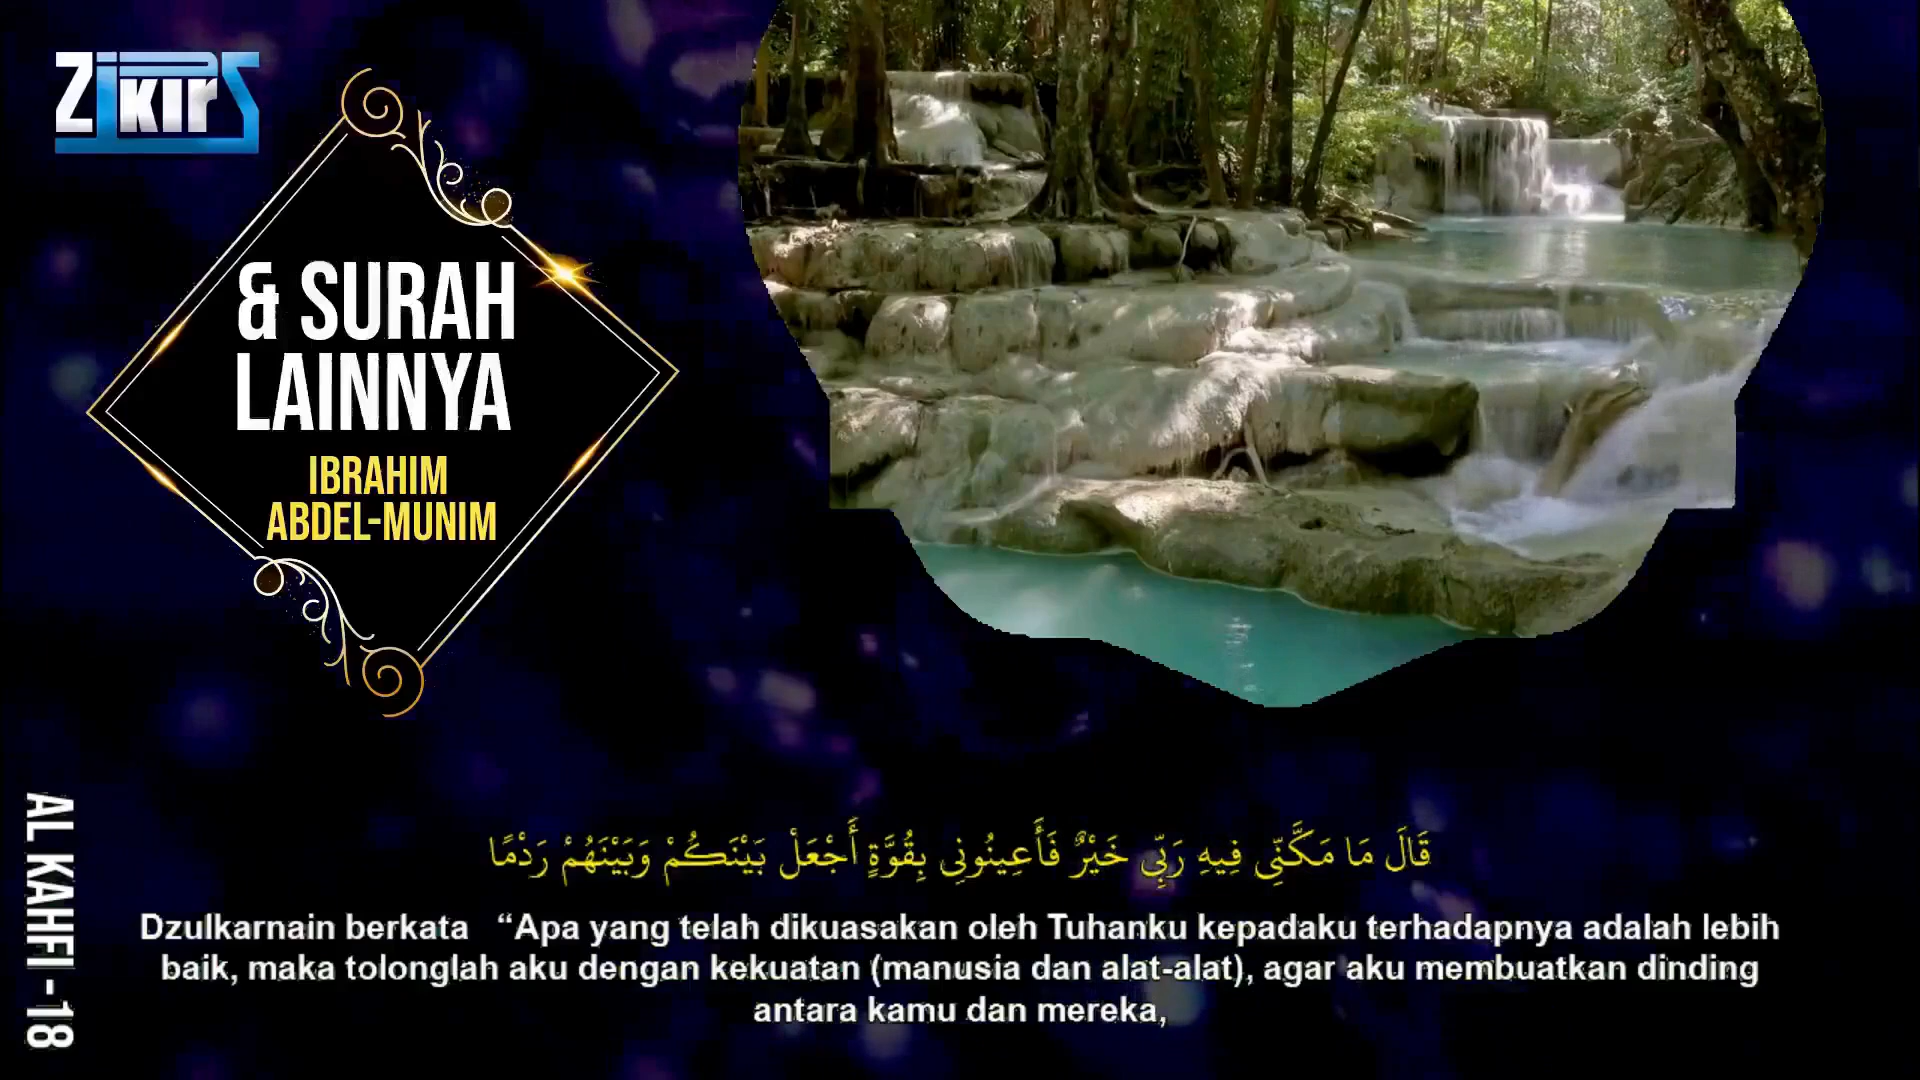 ZikirS
& SURAH
LAINNYA
IBRAHIM
ABDEL-MUNIM
AL KAHFI - 18
قَالَ مَا مَكَّنِّي فِيهِ رَبِّي خَيْرٌ فَأَعِينُونِي بِقُوَّةٍ أَجْعَلْ بَيْنَكُمْ وَبَيْنَهُمْ رَدْمًا
Dzulkarnain berkata “Apa yang telah dikuasakan oleh Tuhanku kepadaku terhadapnya adalah lebih
baik, maka tolonglah aku dengan kekuatan (manusia dan alat-alat), agar aku membuatkan dinding
antara kamu dan mereka,